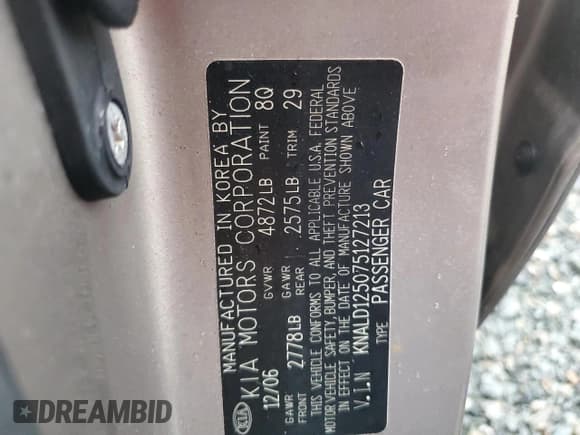 MANUFACTURED IN KOREA BY
KIA KIA MOTORS CORPORATION
12/06 GVWR 4872LB PAINT 8Q
GAWR FRONT 2778LB GAWR REAR 2575LB TRIM 29
THIS VEHICLE CONFORMS TO ALL APPLICABLE U.S.A. FEDERAL
MOTOR VEHICLE SAFETY, BUMPER, AND THEFT PREVENTION STANDARDS
IN EFFECT ON THE DATE OF MANUFACTURE SHOWN ABOVE
V.I.N KNALD125075127213
TYPE PASSENGER CAR
DREAMBID